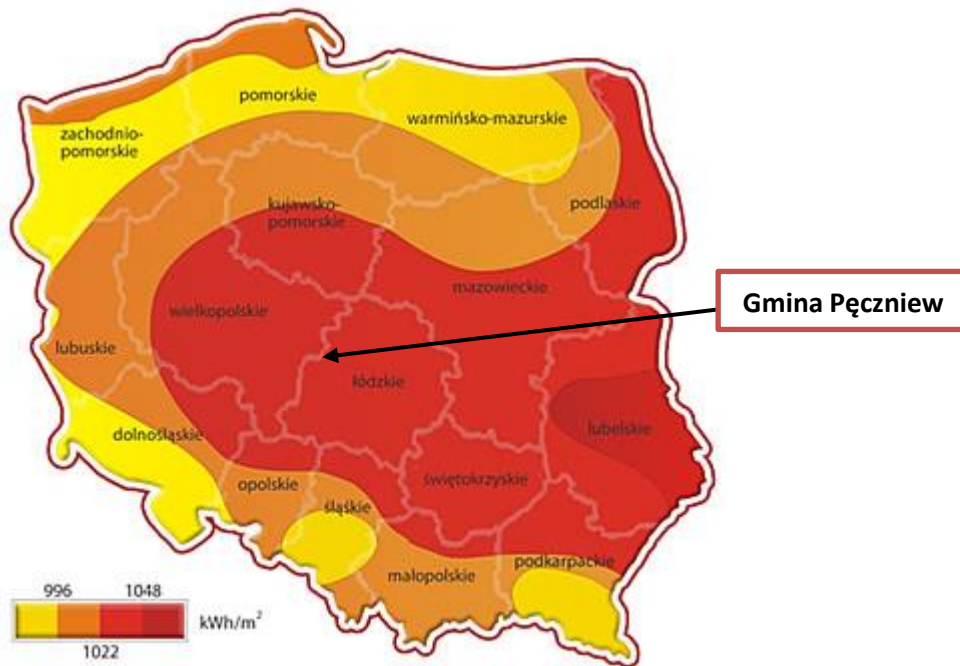 pomorskie
warmińsko-mazurskie
zachodnio-
pomorskie
podlaskie
kujawsko-
pomorskie
mazowieckie
Gmina Pęczniew
wielkopolskie
lubuskie
łódzkie
lubelskie
dolnośląskie
świętokrzyskie
opolskie
śląśkie
podkarpackie
małopolskie
996 1048
kWh/m²
1022